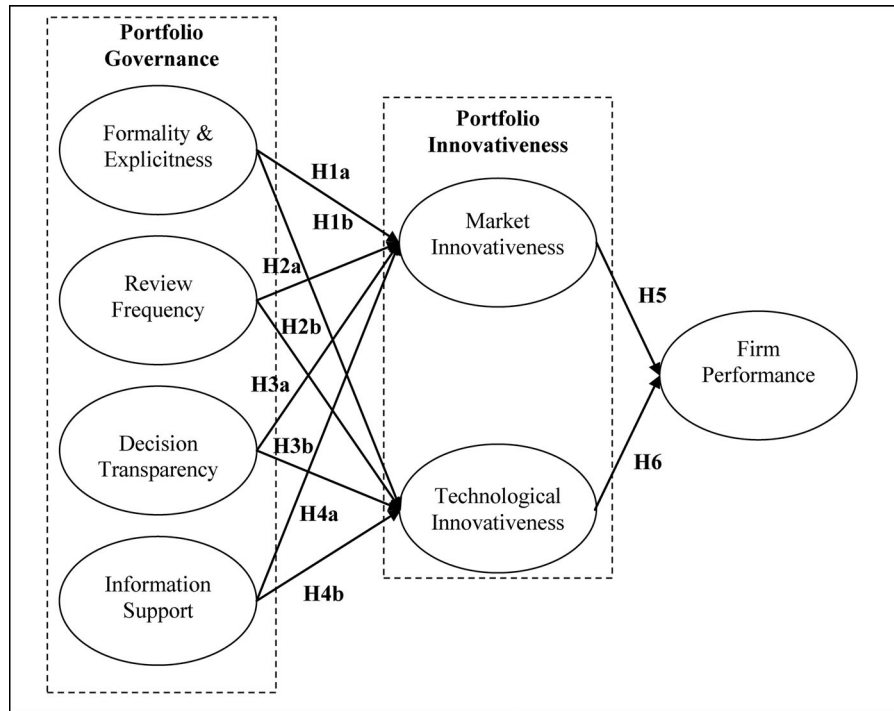 Portfolio
Governance
Formality &
Explicitness
Review
Frequency
Decision
Transparency
Information
Support
H1a
H1b
H2a
H2b
H3a
H3b
H4a
H4b
Portfolio
Innovativeness
Market
Innovativeness
Technological
Innovativeness
H5
H6
Firm
Performance